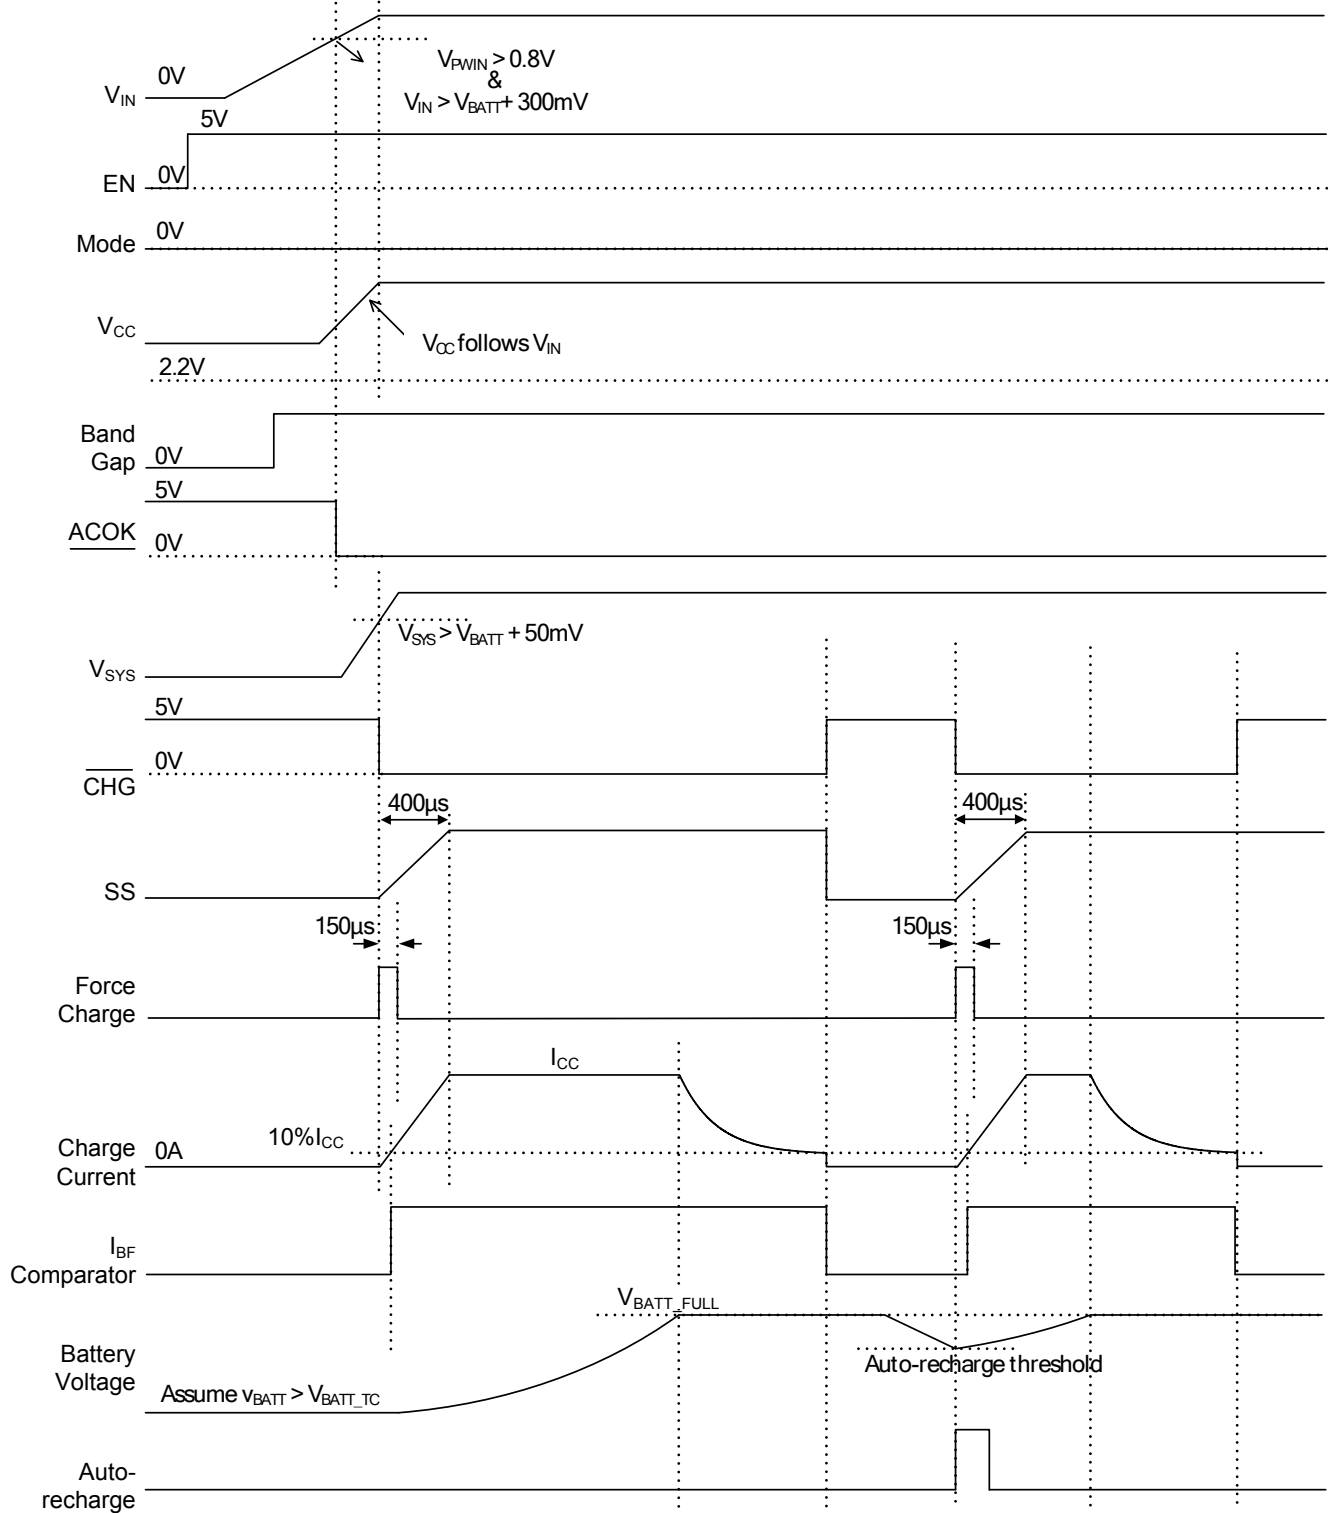 V_PWIN > 0.8V
&
V_IN > V_BATT + 300mV
0V
V_IN
5V
EN
0V
Mode
0V
V_CC
V_CC follows V_IN
2.2V
Band
Gap
0V
5V
ACOK
0V
V_SYS > V_BATT + 50mV
V_SYS
5V
0V
CHG
400µs
400µs
SS
150µs
150µs
Force
Charge
I_CC
10%I_CC
Charge
Current
0A
I_BF
Comparator
V_BATT_FULL
Battery
Voltage
Auto-recharge threshold
Assume v_BATT > V_BATT_TC
Auto-
recharge